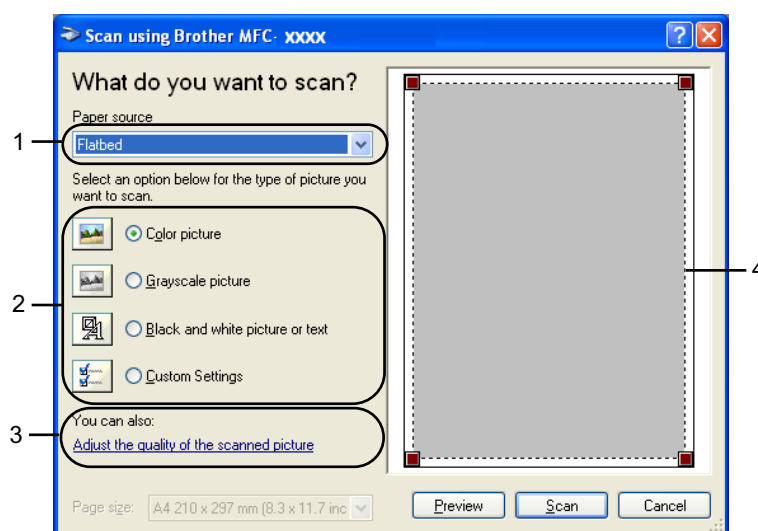 Scan using Brother MFC- xxxx
What do you want to scan?
Paper source
1
Flatbed
Select an option below for the type of picture you
want to scan.
Color picture
Grayscale picture
2
Black and white picture or text
Custom Settings
You can also:
3
Adjust the quality of the scanned picture
4
Page size:
A4 210 x 297 mm (8.3 x 11.7 inc
Preview
Scan
Cancel